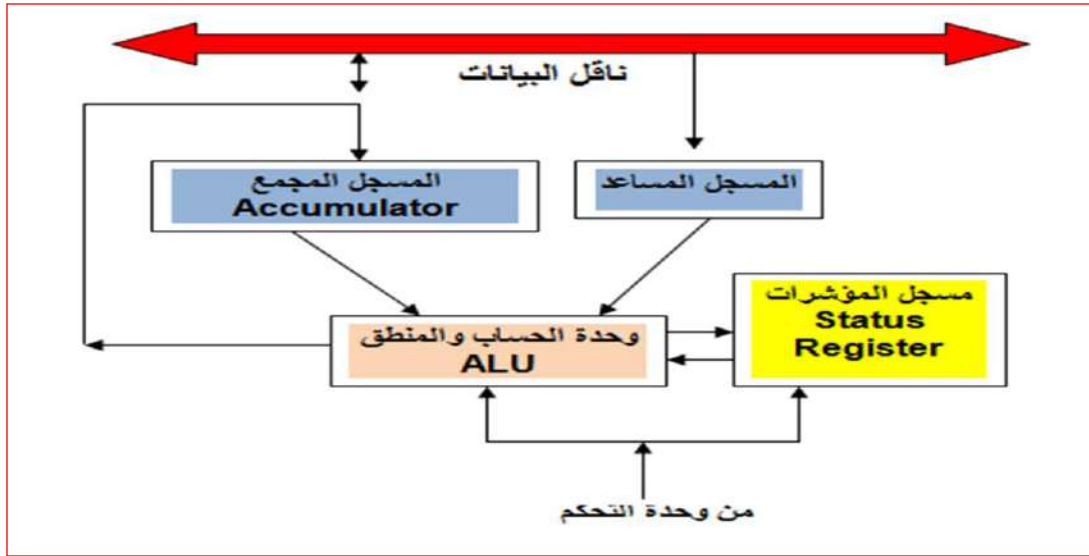 ناقل البيانات
المسجل المجمع
Accumulator
المسجل المساعد
مسجل المؤشرات
Status
Register
وحدة الحساب والمنطق
ALU
من وحدة التحكم